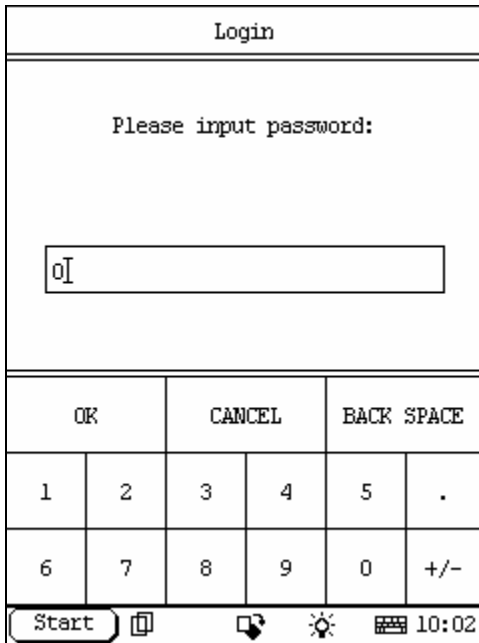 Login
Please input password:
0
OK CANCEL BACK SPACE
1 2 3 4 5 .
6 7 8 9 0 +/-
Start 10:02